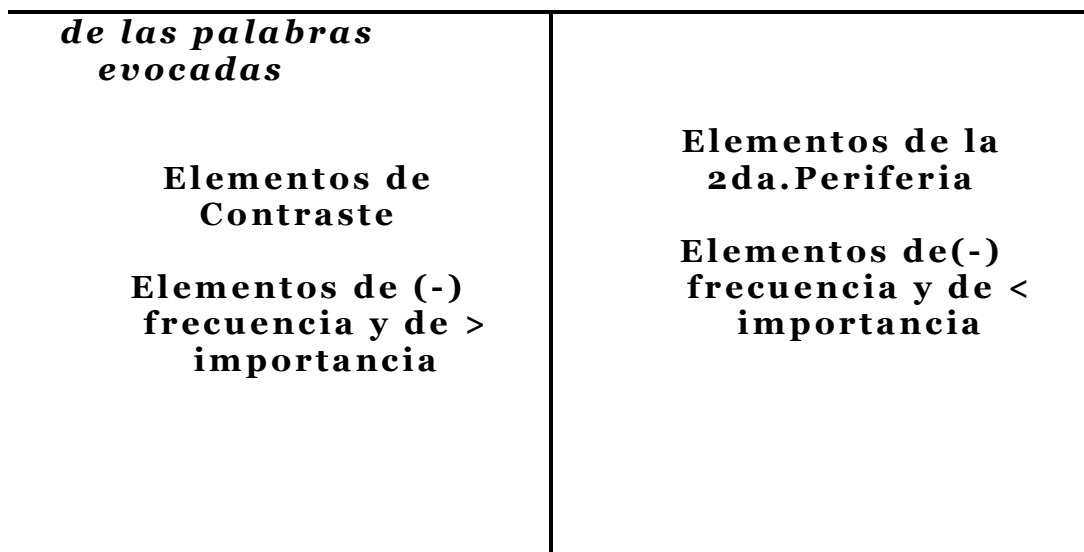 de las palabras
evocadas
Elementos de
Contraste
Elementos de (-)
frecuencia y de >
importancia
Elementos de la
2da.Periferia
Elementos de(-)
frecuencia y de <
importancia